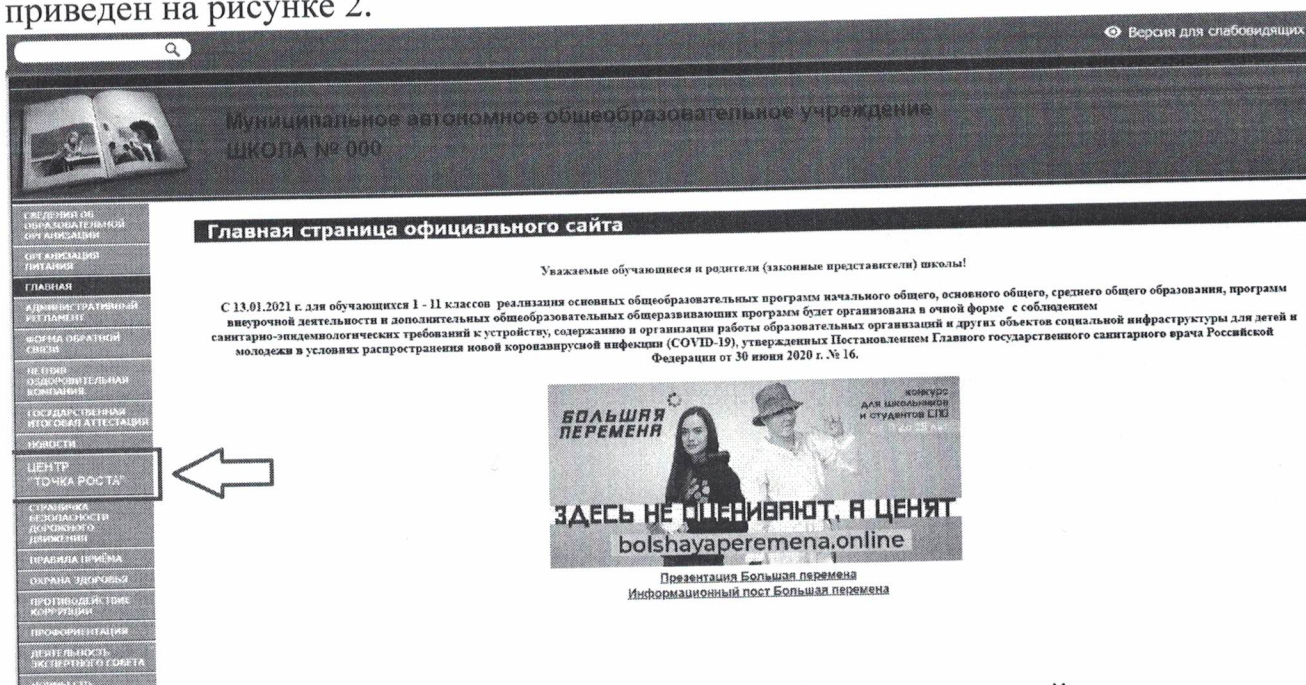 приведен на рисунке 2.
Версия для слабовидящих
Муниципальное автономное общеобразовательное учреждение
ШКОЛА № 000
СВЕДЕНИЯ ОБ
ОБРАЗОВАТЕЛЬНОЙ
ОРГАНИЗАЦИИ
ОРГАНИЗАЦИЯ
ПИТАНИЯ
ГЛАВНАЯ
АДМИНИСТРАТИВНЫЙ
РЕГЛАМЕНТ
ФОРМА ОБРАТНОЙ
СВЯЗИ
ЛЕТНЯЯ
ОЗДОРОВИТЕЛЬНАЯ
КОМПАНИЯ
ГОСУДАРСТВЕННАЯ
ИТОГОВАЯ АТТЕСТАЦИЯ
НОВОСТИ
ЦЕНТР
"ТОЧКА РОСТА"
СТРАНИЧКА
БЕЗОПАСНОСТИ
ДОРОЖНОГО
ДВИЖЕНИЯ
ПРАВИЛА ПРИЁМА
ОХРАНА ЗДОРОВЬЯ
ПРОТИВОДЕЙСТВИЕ
КОРРУПЦИИ
ПРОФОРИЕНТАЦИЯ
ДЕЯТЕЛЬНОСТЬ
ЭКСПЕРТНОГО СОВЕТА
Главная страница официального сайта
Уважаемые обучающиеся и родители (законные представители) школы!
С 13.01.2021 г. для обучающихся 1 - 11 классов реализация основных общеобразовательных программ начального общего, основного общего, среднего общего образования, программ
внеурочной деятельности и дополнительных общеобразовательных общеразвивающих программ будет организована в очной форме с соблюдением
санитарно-эпидемиологических требований к устройству, содержанию и организации работы образовательных организаций и других объектов социальной инфраструктуры для детей и
молодежи в условиях распространения новой коронавирусной инфекции (COVID-19), утвержденных Постановлением Главного государственного санитарного врача Российской
Федерации от 30 июня 2020 г. № 16.
БОЛЬШАЯ
ПЕРЕМЕНА
КОНКУРС
ДЛЯ ШКОЛЬНИКОВ
И СТУДЕНТОВ СПО
ЗДЕСЬ НЕ ОЦЕНИВАЮТ, А ЦЕНЯТ
bolshayaperemena.online
Презентация Большая перемена
Информационный пост Большая перемена